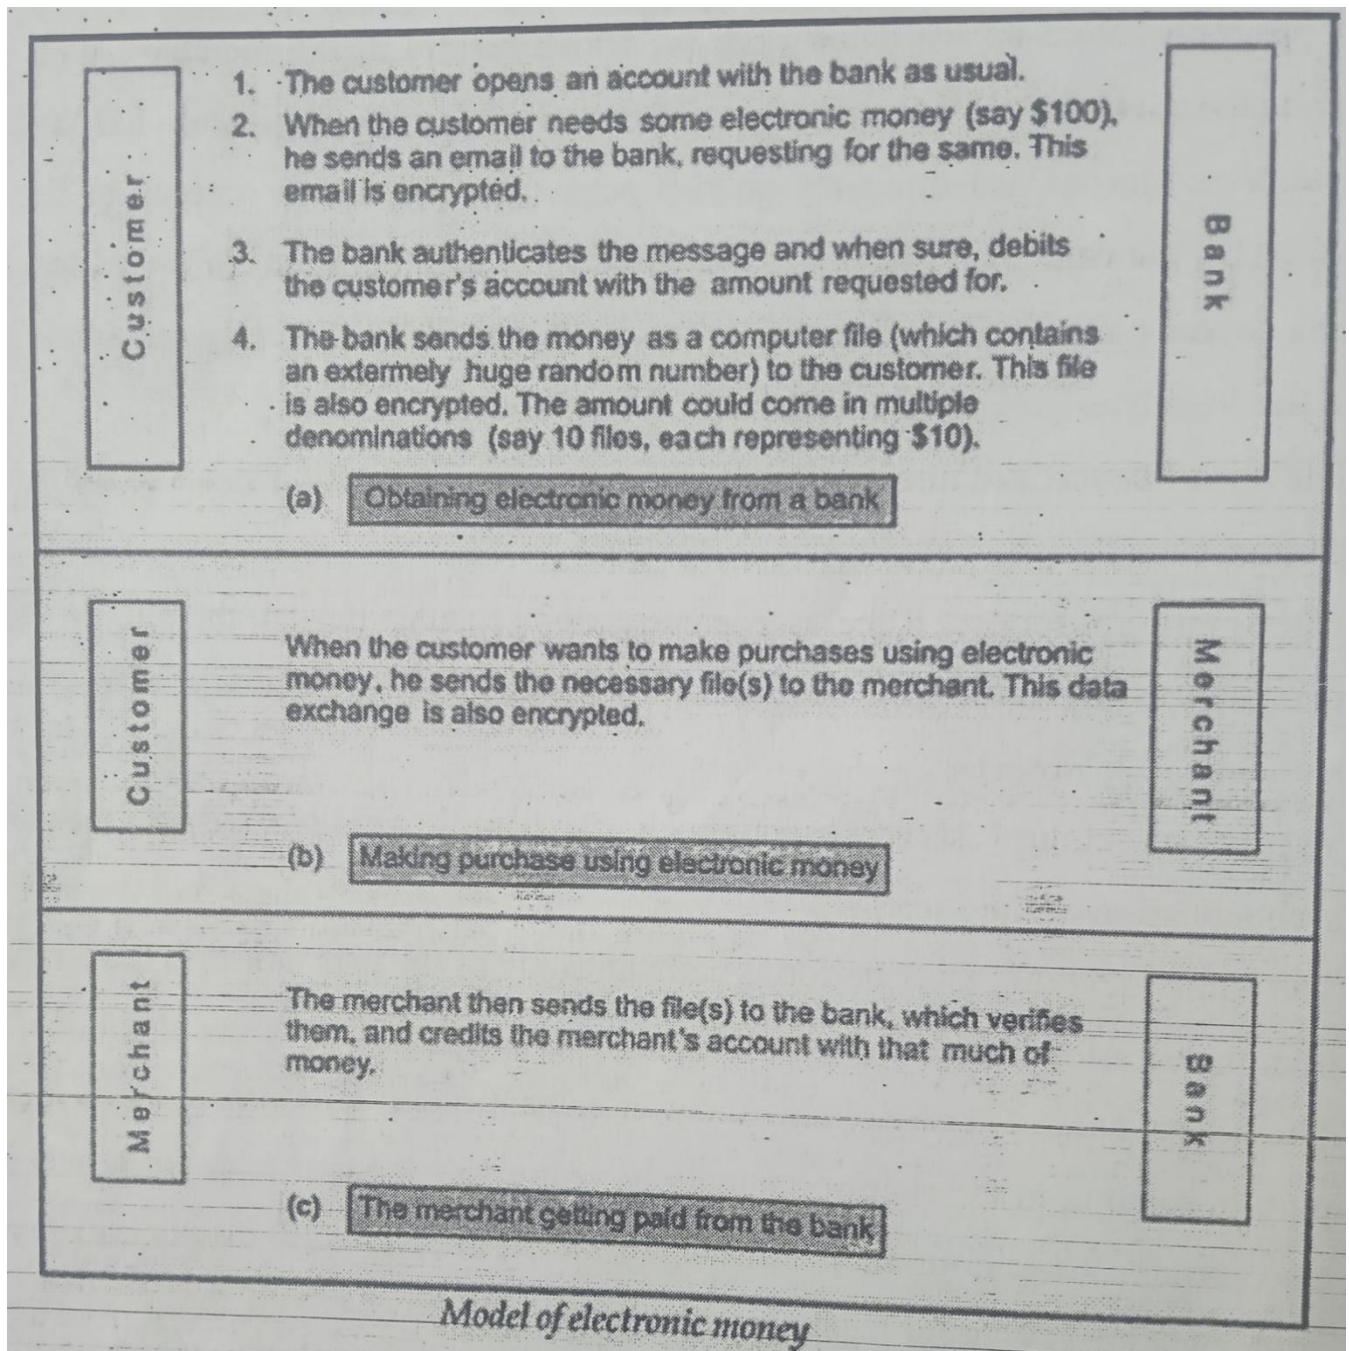 Customer
1. The customer opens an account with the bank as usual.
2. When the customer needs some electronic money (say $100),
he sends an email to the bank, requesting for the same. This
email is encrypted.
3. The bank authenticates the message and when sure, debits
the customer's account with the amount requested for.
4. The bank sends the money as a computer file (which contains
an extermely huge random number) to the customer. This file
is also encrypted. The amount could come in multiple
denominations (say 10 files, each representing $10).
(a) Obtaining electronic money from a bank
Bank
Customer
When the customer wants to make purchases using electronic
money, he sends the necessary file(s) to the merchant. This data
exchange is also encrypted.
(b) Making purchase using electronic money
Merchant
Merchant
The merchant then sends the file(s) to the bank, which verifies
them, and credits the merchant's account with that much of
money.
(c) The merchant getting paid from the bank
Bank
Model of electronic money